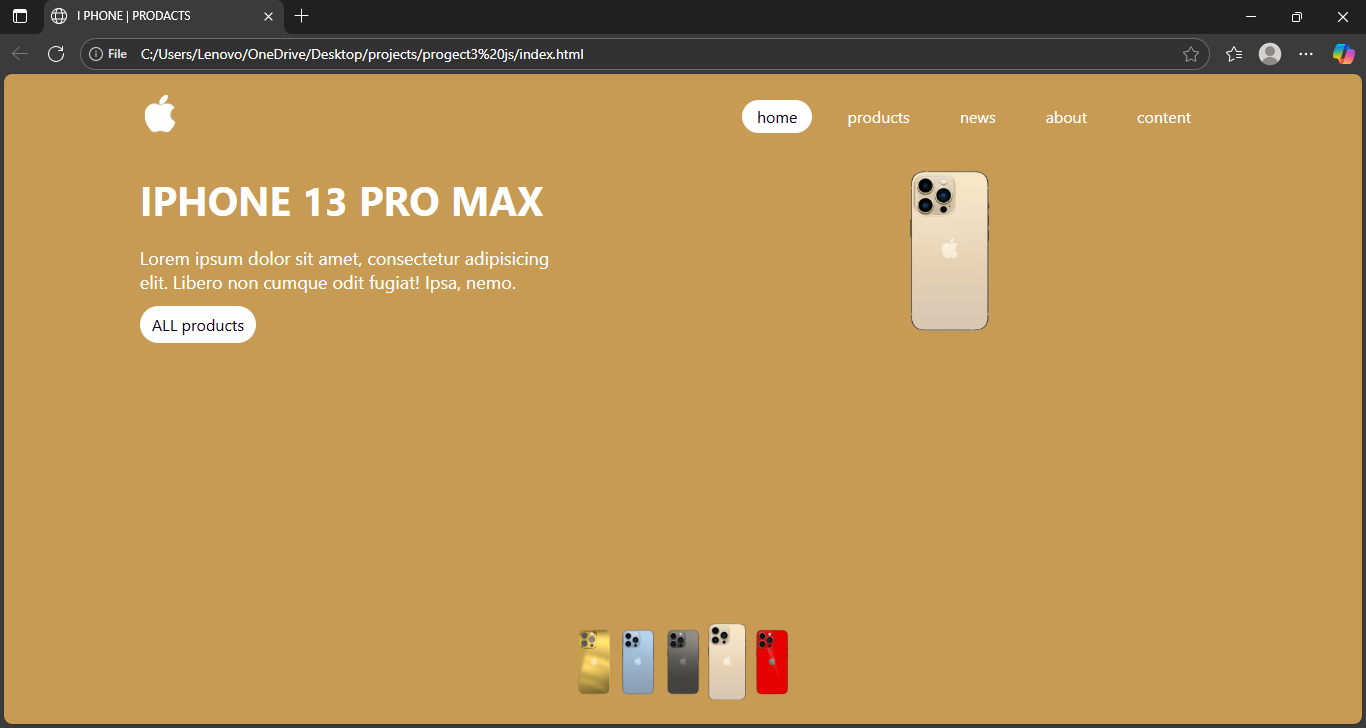 I PHONE | PRODACTS
File C:/Users/Lenovo/OneDrive/Desktop/projects/progect3%20js/index.html
home products news about content
IPHONE 13 PRO MAX
Lorem ipsum dolor sit amet, consectetur adipisicing
elit. Libero non cumque odit fugiat! Ipsa, nemo.
ALL products